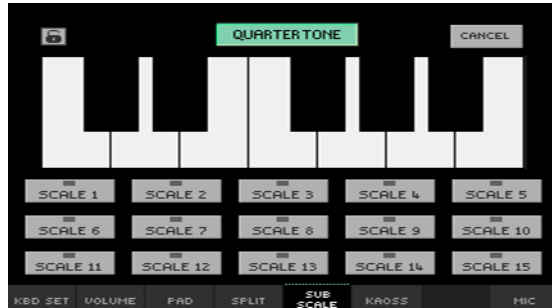 QUARTERTONE
CANCEL
SCALE 1
SCALE 2
SCALE 3
SCALE 4
SCALE 5
SCALE 6
SCALE 7
SCALE 8
SCALE 9
SCALE 10
SCALE 11
SCALE 12
SCALE 13
SCALE 14
SCALE 15
KBD SET
VOLUME
PAD
SPLIT
SUB
SCALE
KAOSS
MIC